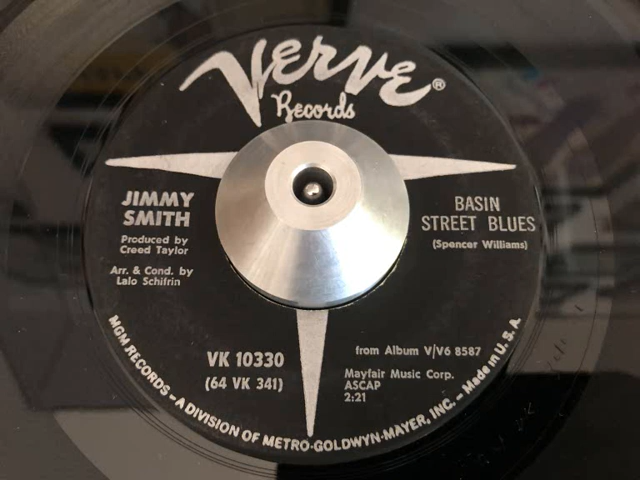 VERVE®
Records
JIMMY
SMITH
Produced by
Creed Taylor
Arr. & Cond. by
Lalo Schifrin
BASIN
STREET BLUES
(Spencer Williams)
VK 10330
(64 VK 341)
from Album V/V6 8587
Mayfair Music Corp.
ASCAP
2:21
MGM RECORDS – A DIVISION OF METRO-GOLDWYN-MAYER, INC. – Made in U. S. A.